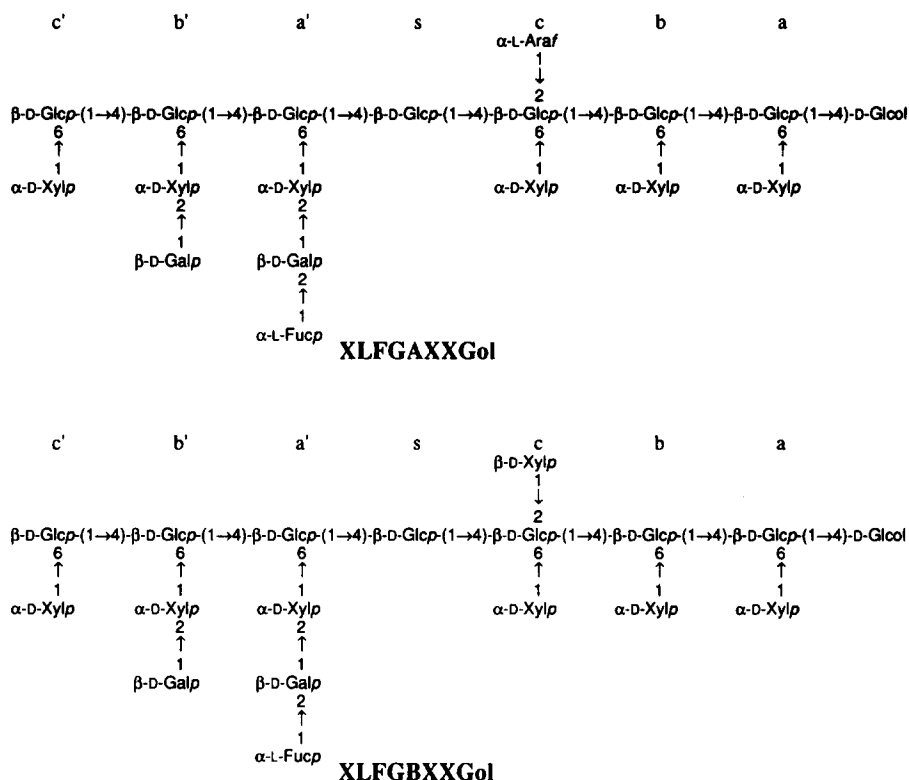 c' b' a' s c b a
α-L-Araf
1
↓
2
β-D-Glcp-(1→4)-β-D-Glcp-(1→4)-β-D-Glcp-(1→4)-β-D-Glcp-(1→4)-β-D-Glcp-(1→4)-β-D-Glcp-(1→4)-β-D-Glcp-(1→4)-D-Glcol
6 6 6 6 6 6
↑ ↑ ↑ ↑ ↑ ↑
1 1 1 1 1 1
α-D-Xylp α-D-Xylp α-D-Xylp α-D-Xylp α-D-Xylp α-D-Xylp
2 2
↑ ↑
1 1
β-D-Galp β-D-Galp
2
↑
1
α-L-Fucp
XLFGAXXGol
c' b' a' s c b a
β-D-Xylp
1
↓
2
β-D-Glcp-(1→4)-β-D-Glcp-(1→4)-β-D-Glcp-(1→4)-β-D-Glcp-(1→4)-β-D-Glcp-(1→4)-β-D-Glcp-(1→4)-β-D-Glcp-(1→4)-D-Glcol
6 6 6 6 6 6
↑ ↑ ↑ ↑ ↑ ↑
1 1 1 1 1 1
α-D-Xylp α-D-Xylp α-D-Xylp α-D-Xylp α-D-Xylp α-D-Xylp
2 2
↑ ↑
1 1
β-D-Galp β-D-Galp
2
↑
1
α-L-Fucp
XLFGBXXGol